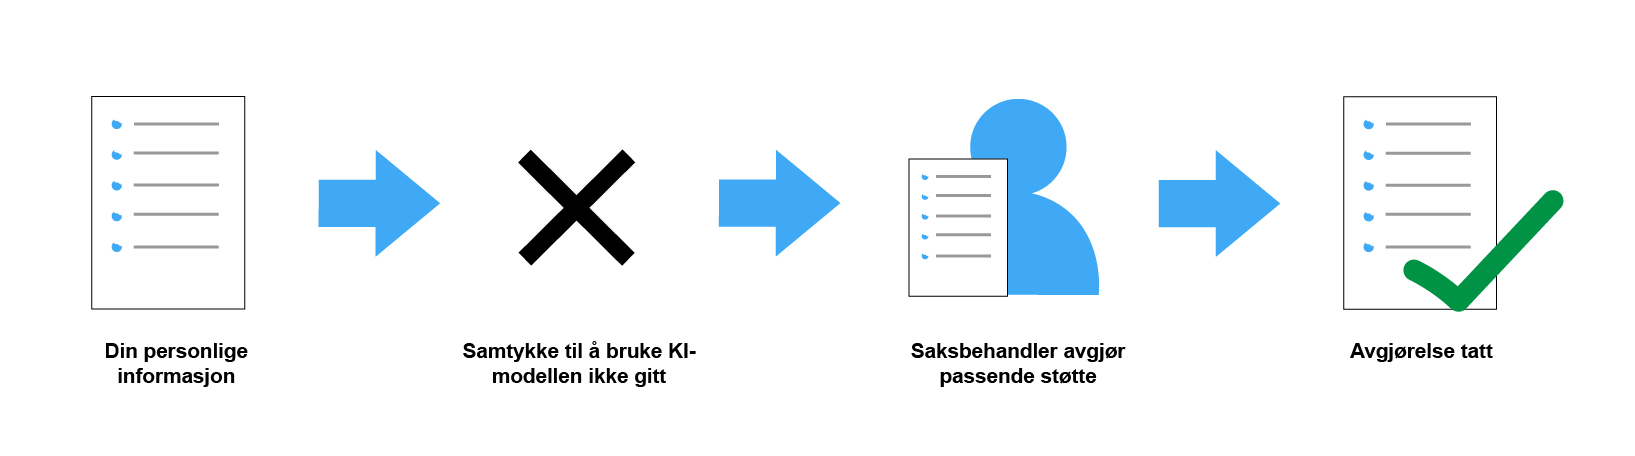 Din personlige
informasjon
Samtykke til å bruke KI-
modellen ikke gitt
Saksbehandler avgjør
passende støtte
Avgjørelse tatt